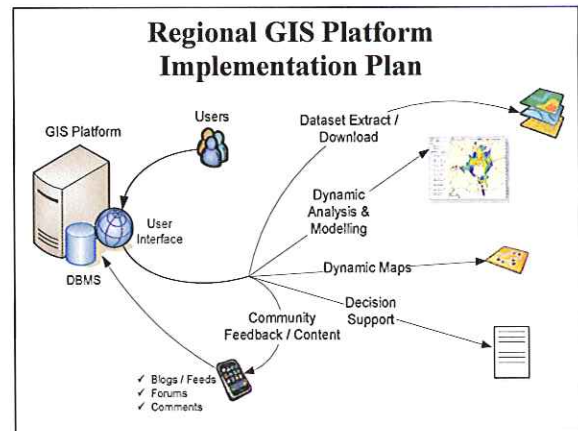 Regional GIS Platform
Implementation Plan
Users
GIS Platform
User
Interface
DBMS
Dataset Extract /
Download
Dynamic
Analysis &
Modelling
Dynamic Maps
Decision
Support
Community
Feedback / Content
✓ Blogs / Feeds
✓ Forums
✓ Comments